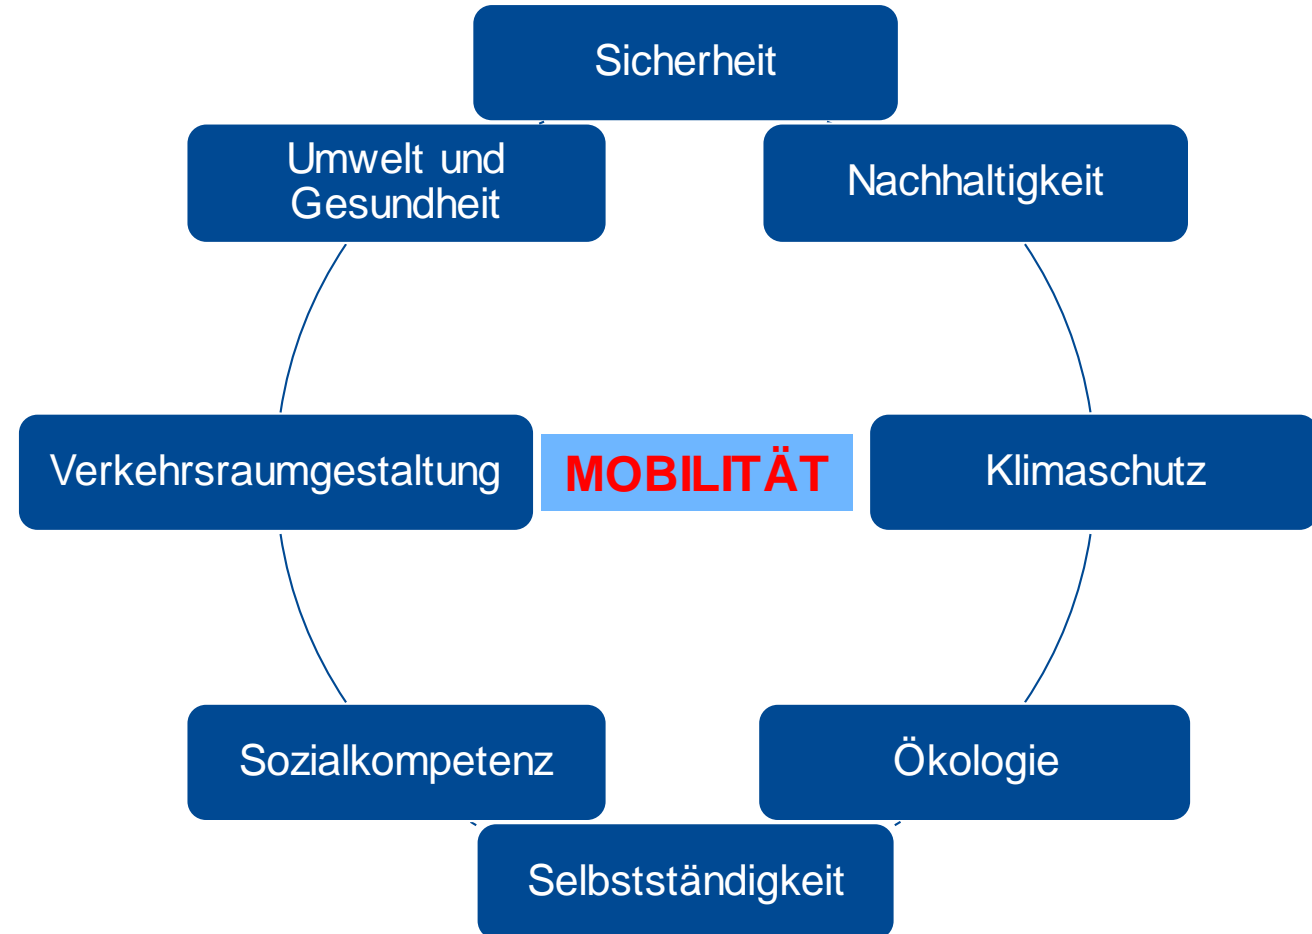 Sicherheit
Umwelt und
Gesundheit
Nachhaltigkeit
Verkehrsraumgestaltung
MOBILITÄT
Klimaschutz
Sozialkompetenz
Ökologie
Selbstständigkeit